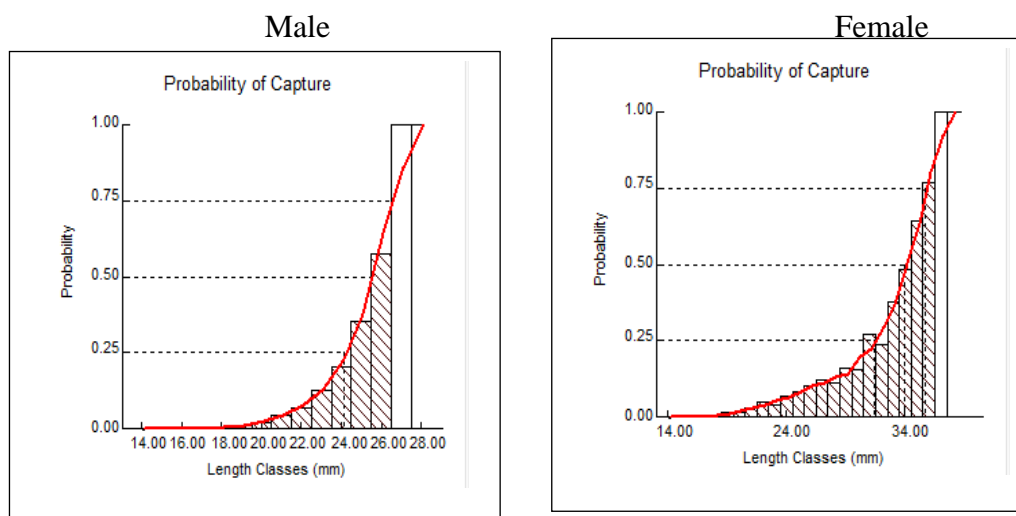 Male
Probability of Capture
1.00
0.75
0.50
0.25
0.00
Probability
14.00 16.00 18.00 20.00 22.00 24.00 26.00 28.00
Length Classes (mm)
Female
Probability of Capture
1.00
0.75
0.50
0.25
0.00
Probability
14.00 24.00 34.00
Length Classes (mm)